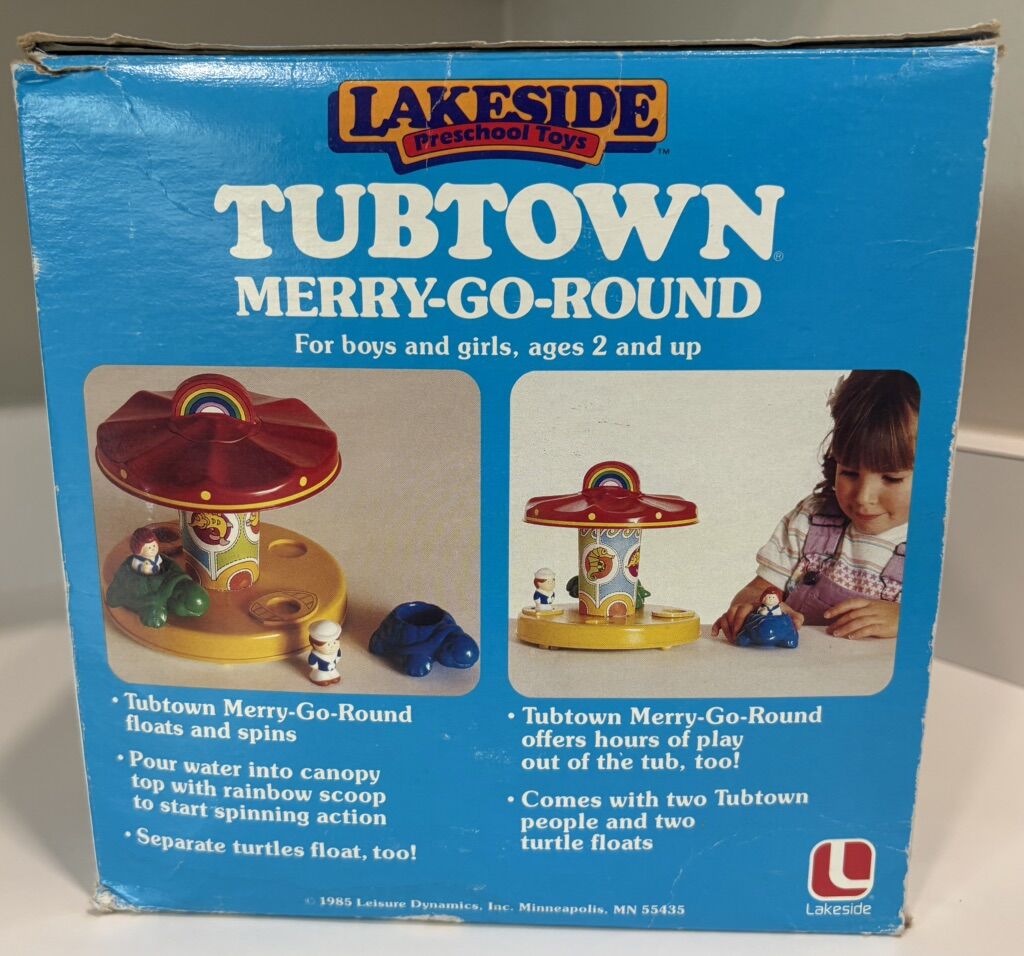 LAKESIDE
Preschool Toys
™
TUBTOWN®
MERRY-GO-ROUND
For boys and girls, ages 2 and up
• Tubtown Merry-Go-Round
floats and spins
• Pour water into canopy
top with rainbow scoop
to start spinning action
• Separate turtles float, too!
• Tubtown Merry-Go-Round
offers hours of play
out of the tub, too!
• Comes with two Tubtown
people and two
turtle floats
© 1985 Leisure Dynamics, Inc. Minneapolis, MN 55435
L
Lakeside